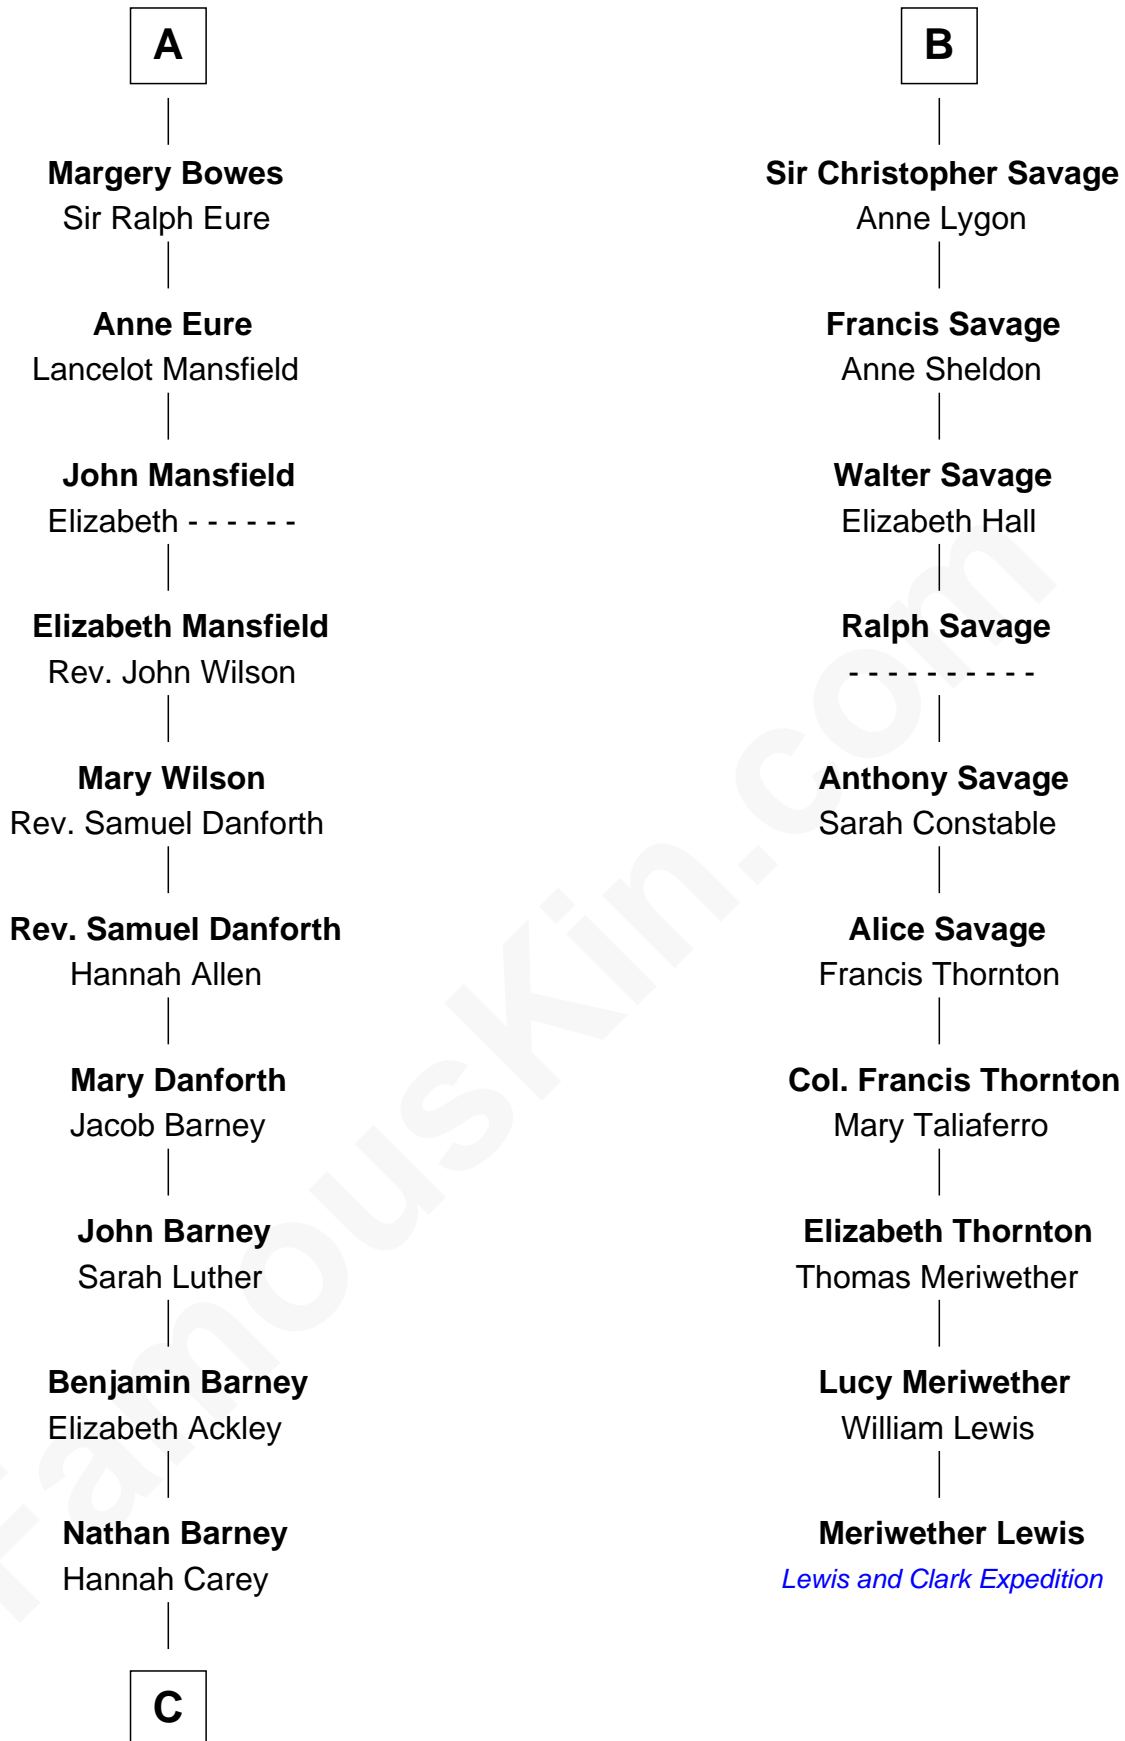 A
Margery Bowes
Sir Ralph Eure
Anne Eure
Lancelot Mansfield
John Mansfield
Elizabeth - - - - - -
Elizabeth Mansfield
Rev. John Wilson
Mary Wilson
Rev. Samuel Danforth
Rev. Samuel Danforth
Hannah Allen
Mary Danforth
Jacob Barney
John Barney
Sarah Luther
Benjamin Barney
Elizabeth Ackley
Nathan Barney
Hannah Carey
C
B
Sir Christopher Savage
Anne Lygon
Francis Savage
Anne Sheldon
Walter Savage
Elizabeth Hall
Ralph Savage
- - - - - - - - - -
Anthony Savage
Sarah Constable
Alice Savage
Francis Thornton
Col. Francis Thornton
Mary Taliaferro
Elizabeth Thornton
Thomas Meriwether
Lucy Meriwether
William Lewis
Meriwether Lewis
Lewis and Clark Expedition
FamousKin.com